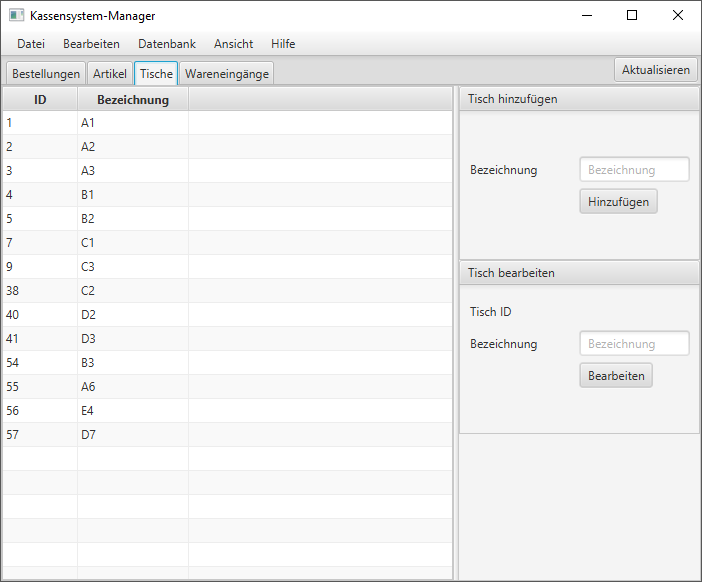 Kassensystem-Manager
Datei Bearbeiten Datenbank Ansicht Hilfe
Bestellungen Artikel Tische Wareneingänge Aktualisieren
ID Bezeichnung
1 A1
2 A2
3 A3
4 B1
5 B2
7 C1
9 C3
38 C2
40 D2
41 D3
54 B3
55 A6
56 E4
57 D7
Tisch hinzufügen
Bezeichnung Bezeichnung
Hinzufügen
Tisch bearbeiten
Tisch ID
Bezeichnung Bezeichnung
Bearbeiten